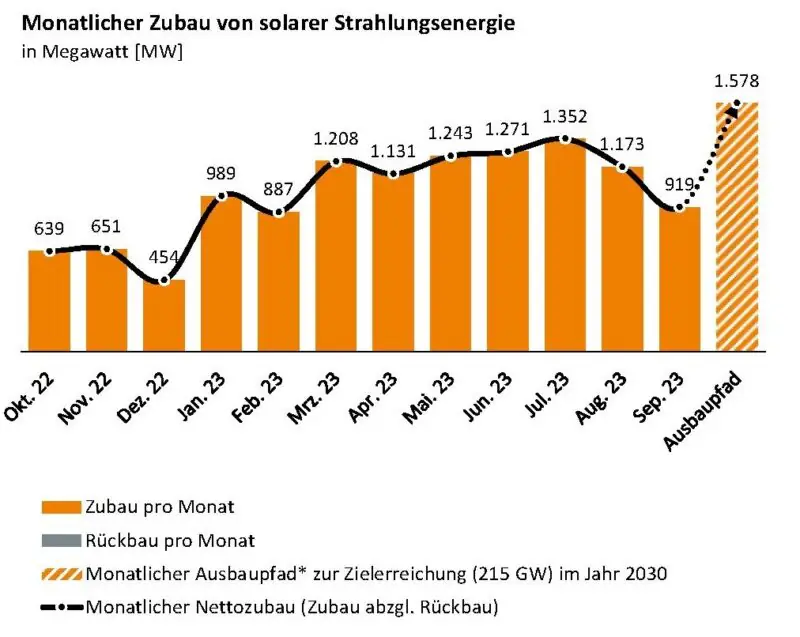 Monatlicher Zubau von solarer Strahlungsenergie
in Megawatt [MW]
639
651
454
989
887
1.208
1.131
1.243
1.271
1.352
1.173
919
1.578
Okt. 22
Nov. 22
Dez. 22
Jan. 23
Feb. 23
Mrz. 23
Apr. 23
Mai. 23
Jun. 23
Jul. 23
Aug. 23
Sep. 23
Ausbaupfad
Zubau pro Monat
Rückbau pro Monat
Monatlicher Ausbaupfad* zur Zielerreichung (215 GW) im Jahr 2030
Monatlicher Nettozubau (Zubau abzgl. Rückbau)